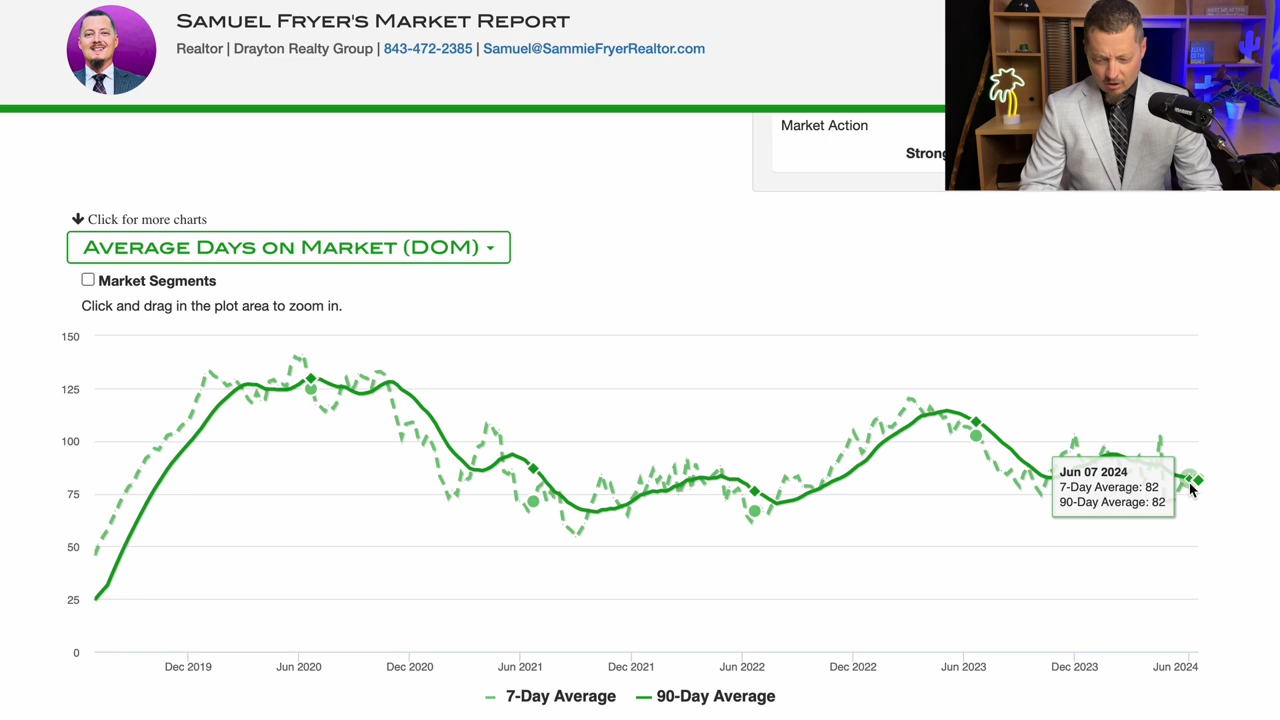 SAMUEL FRYER'S MARKET REPORT
Realtor | Drayton Realty Group | 843-472-2385 | Samuel@SammieFryerRealtor.com
Market Action
Strong
Click for more charts
AVERAGE DAYS ON MARKET (DOM)
Market Segments
Click and drag in the plot area to zoom in.
150
125
100
75
50
25
0
Jun 07 2024
7-Day Average: 82
90-Day Average: 82
Dec 2019 Jun 2020 Dec 2020 Jun 2021 Dec 2021 Jun 2022 Dec 2022 Jun 2023 Dec 2023 Jun 2024
7-Day Average 90-Day Average